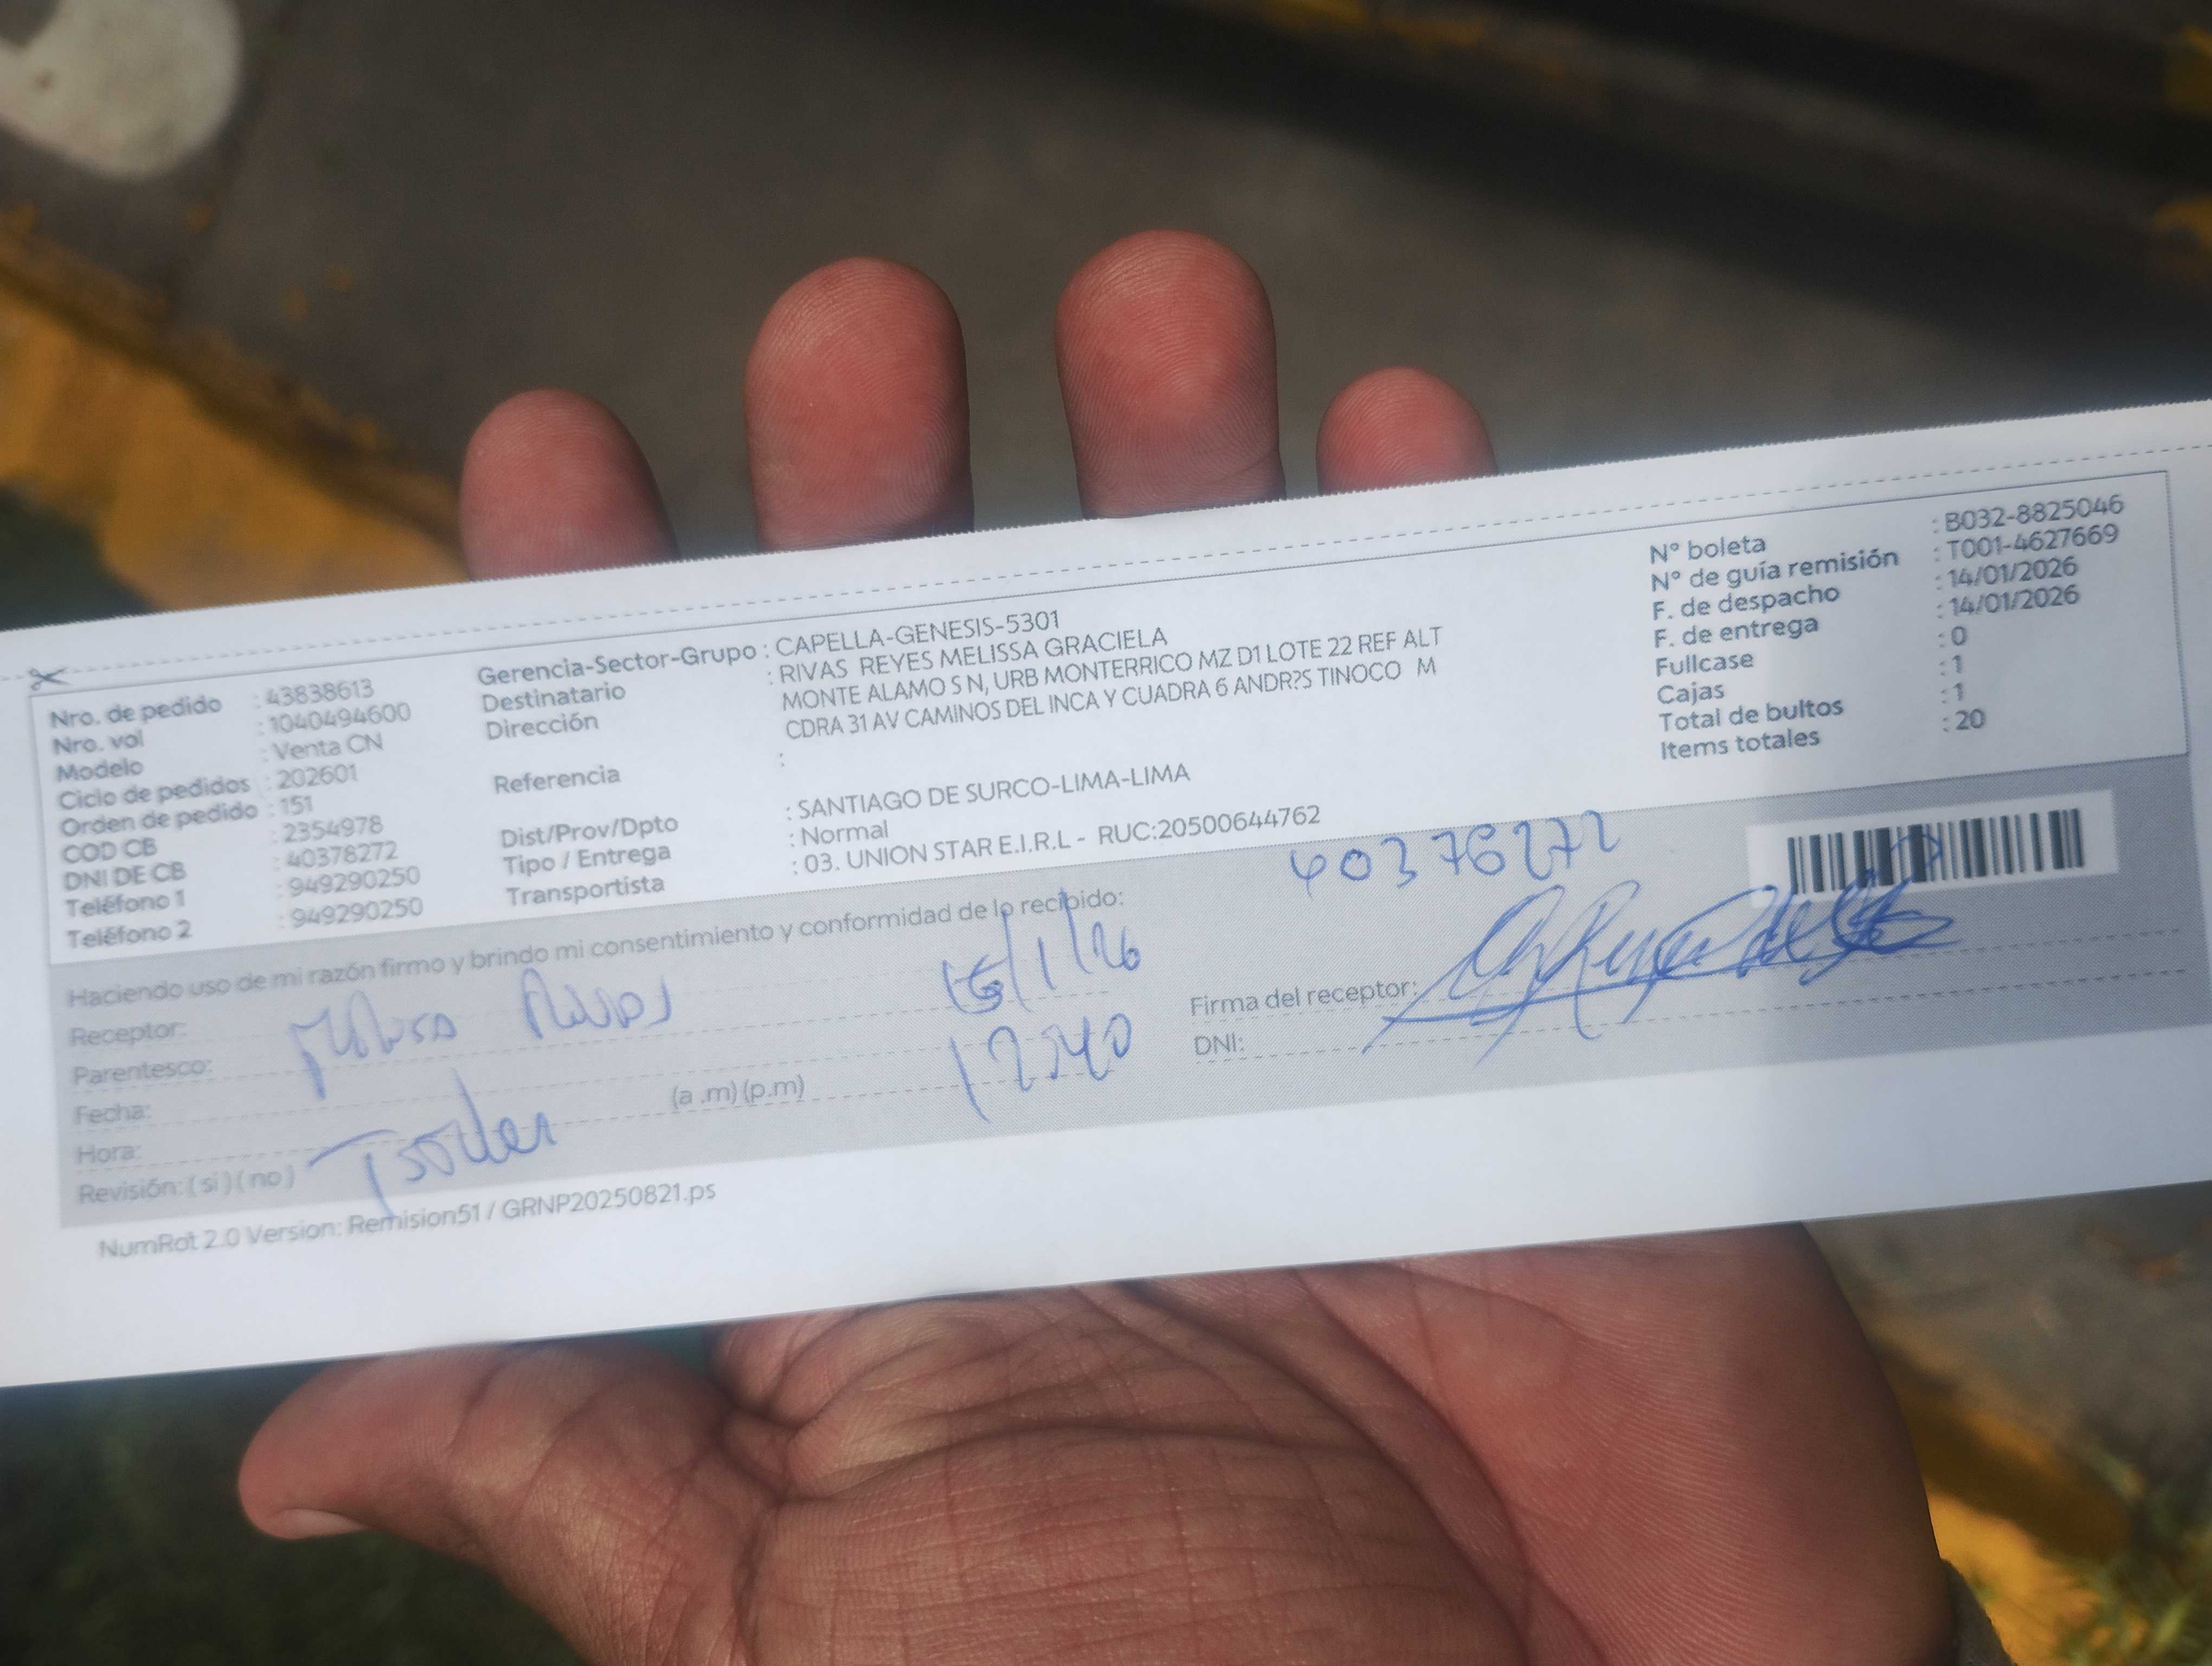 Nro. de pedido : 43838613
Nro. vol : 1040494600
Modelo : Venta CN
Ciclo de pedidos : 202601
Orden de pedido : 151
COD CB : 2354978
DNI DE CB : 40378272
Teléfono 1 : 949290250
Teléfono 2 : 949290250
Gerencia-Sector-Grupo : CAPELLA-GENESIS-5301
Destinatario : RIVAS REYES MELISSA GRACIELA
Dirección MONTE ALAMO S N, URB MONTERRICO MZ D1 LOTE 22 REF ALT
CDRA 31 AV CAMINOS DEL INCA Y CUADRA 6 ANDR?S TINOCO M
Referencia :
Dist/Prov/Dpto : SANTIAGO DE SURCO-LIMA-LIMA
Tipo / Entrega : Normal
Transportista : 03. UNION STAR E.I.R.L - RUC:20500644762
N° boleta : B032-8825046
N° de guía remisión : T001-4627669
F. de despacho : 14/01/2026
F. de entrega : 14/01/2026
Fullcase : 0
Cajas : 1
Total de bultos : 1
Items totales : 20
Haciendo uso de mi razón firmo y brindo mi consentimiento y conformidad de lo recibido:
Receptor:
Parentesco: Rivas
Fecha:
Hora: (a .m) (p.m)
Revisión: ( si ) ( no )
/1/26
1240
40378272
Firma del receptor:
DNI:
NumRot 2.0 Version: Remision51 / GRNP20250821.ps